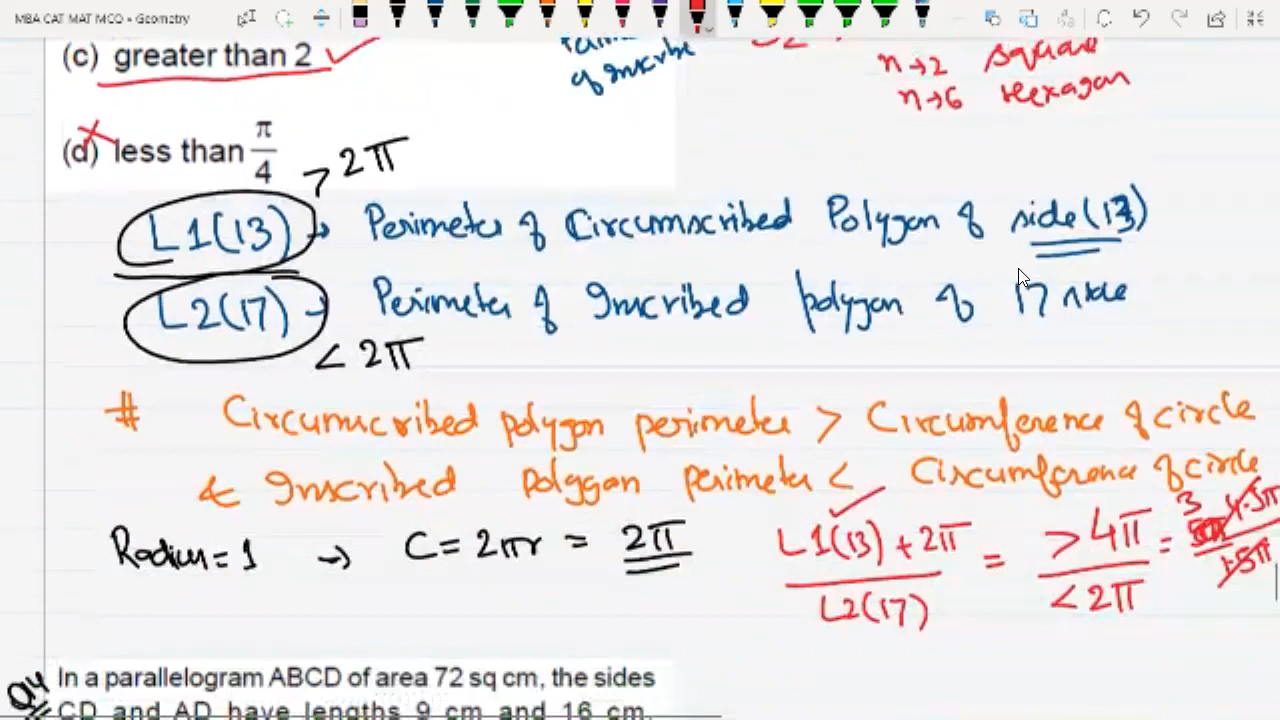 MBA CAT MAT MCQ = Geometry
(c) greater than 2
of Inscribe
n→2 square
n→6 Hexagon
(d) less than π/4
> 2π
L1(13) → Perimeter of Circumscribed Polygon of side (13)
L2(17) → Perimeter of Inscribed polygon of 17 side
< 2π
# Circumscribed polygon perimeter > Circumference of circle
& Inscribed Polygon perimeter < Circumference of circle
Radius = 1 → C = 2πr = 2π
L1(13) + 2π / L2(17) = > 4π / < 2π = 3
Q4 In a parallelogram ABCD of area 72 sq cm, the sides
CD and AD have lengths 9 cm and 16 cm,